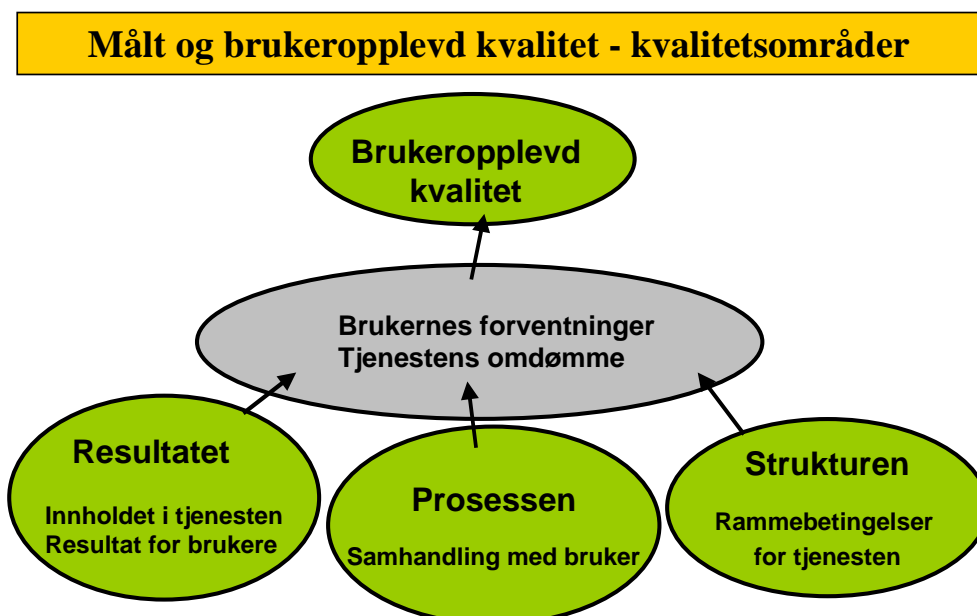 Målt og brukeropplevd kvalitet - kvalitetsområder
Brukeropplevd
kvalitet
Brukernes forventninger
Tjenestens omdømme
Resultatet
Innholdet i tjenesten
Resultat for brukere
Prosessen
Samhandling med bruker
Strukturen
Rammebetingelser
for tjenesten